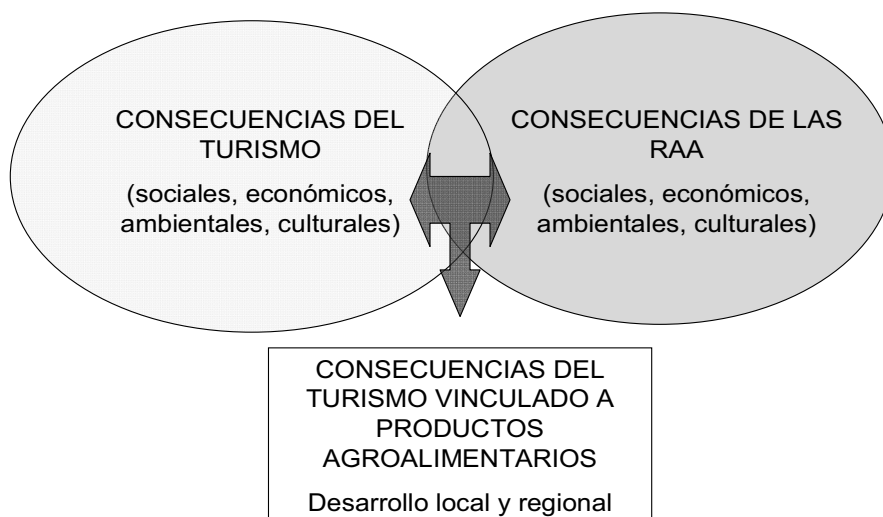 CONSECUENCIAS DEL
TURISMO
(sociales, económicos,
ambientales, culturales)
CONSECUENCIAS DE LAS
RAA
(sociales, económicos,
ambientales, culturales)
CONSECUENCIAS DEL
TURISMO VINCULADO A
PRODUCTOS
AGROALIMENTARIOS
Desarrollo local y regional